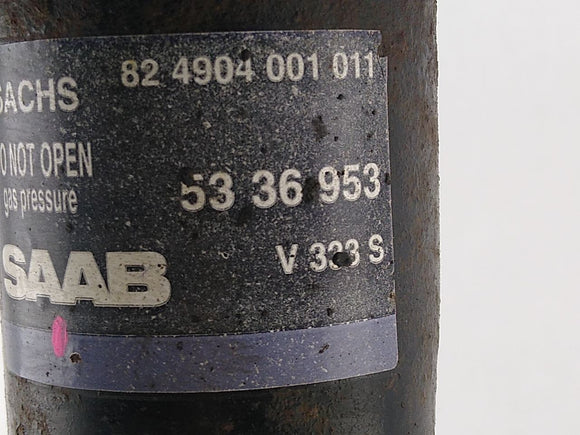 82 4904 001 011
SACHS
DO NOT OPEN
gas pressure
53 36 953
SAAB
V 333 S